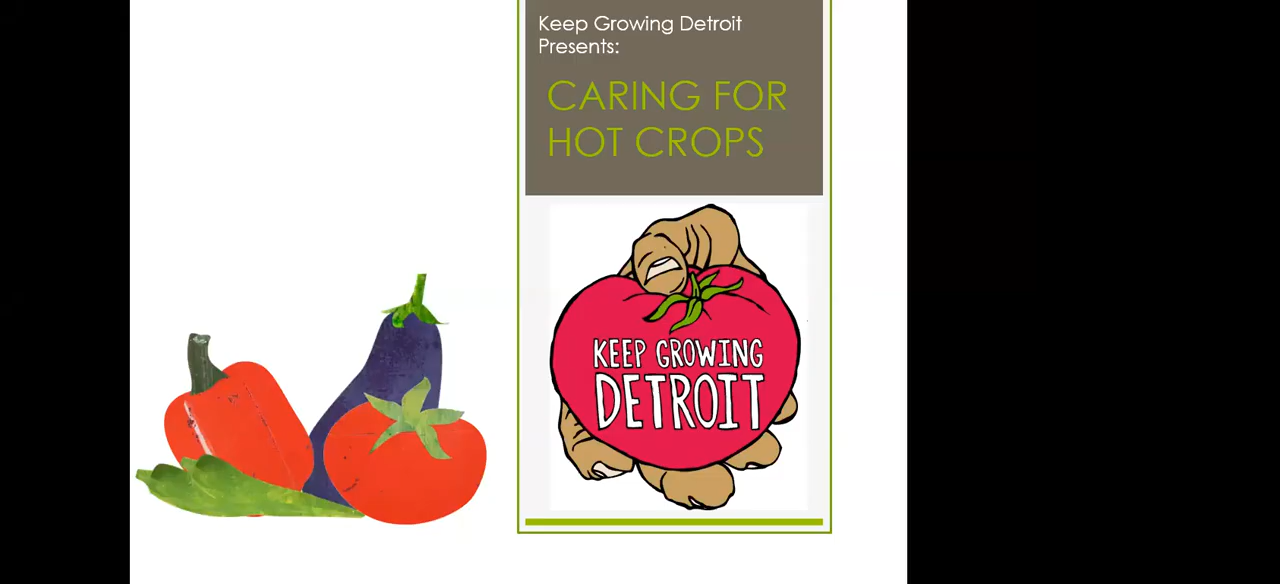 Keep Growing Detroit
Presents:
CARING FOR
HOT CROPS
KEEP GROWING
DETROIT